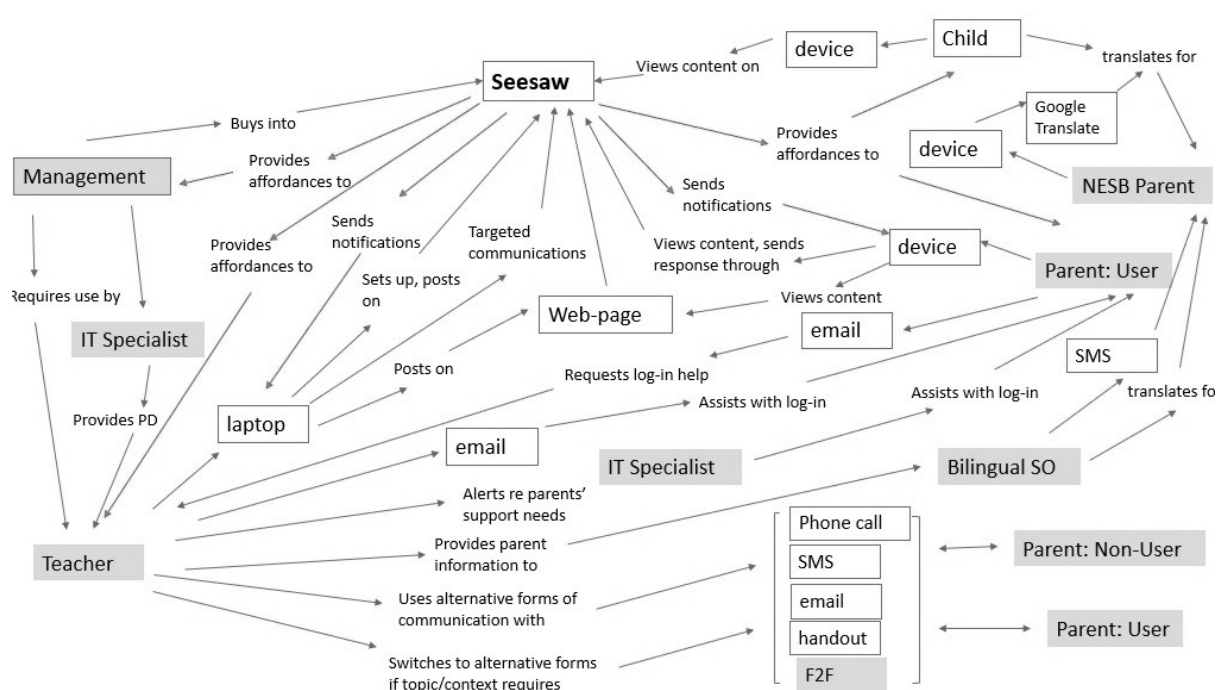 Child
device
translates for
Views content on
Seesaw
Google
Translate
Buys into
Provides
affordances to
device
Provides
affordances to
Management
NESB Parent
Sends
notifications
Sends
notifications
Targeted
communications
Provides
affordances to
Views content, sends
response through
device
Parent: User
Sets up, posts
on
Requires use by
Views content
Web-page
email
IT Specialist
SMS
Posts on
Requests log-in help
Assists with log-in
Assists with log-in
translates fo
Provides PD
laptop
email
IT Specialist
Bilingual SO
Alerts re parents'
support needs
Phone call
Provides parent
information to
Parent: Non-User
Teacher
SMS
Uses alternative forms of
communication with
email
handout
Parent: User
Switches to alternative forms
if topic/context requires
F2F